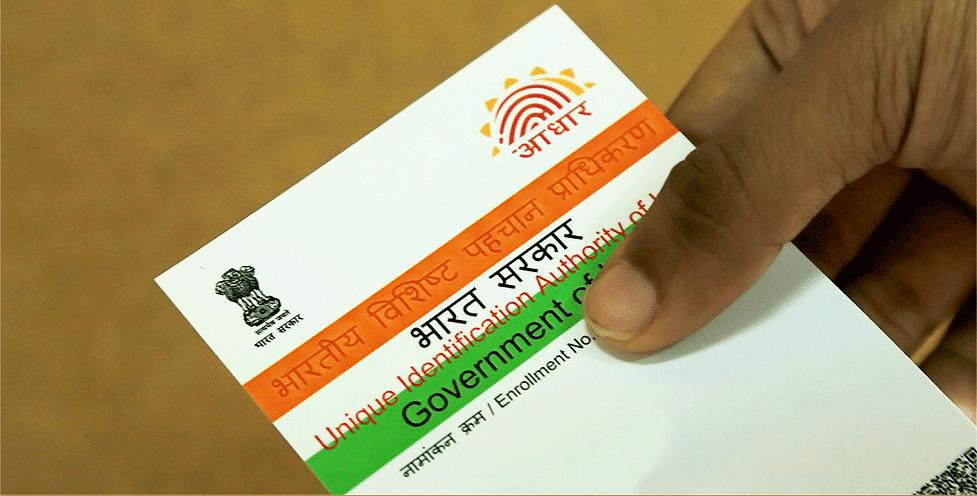 आधार
सत्यमेव जयते
भारत सरकार
भारतीय विशिष्ट पहचान प्राधिकरण
भारत सरकार
Unique Identification Authority of
Government of
नामांकन क्रम / Enrollment No.